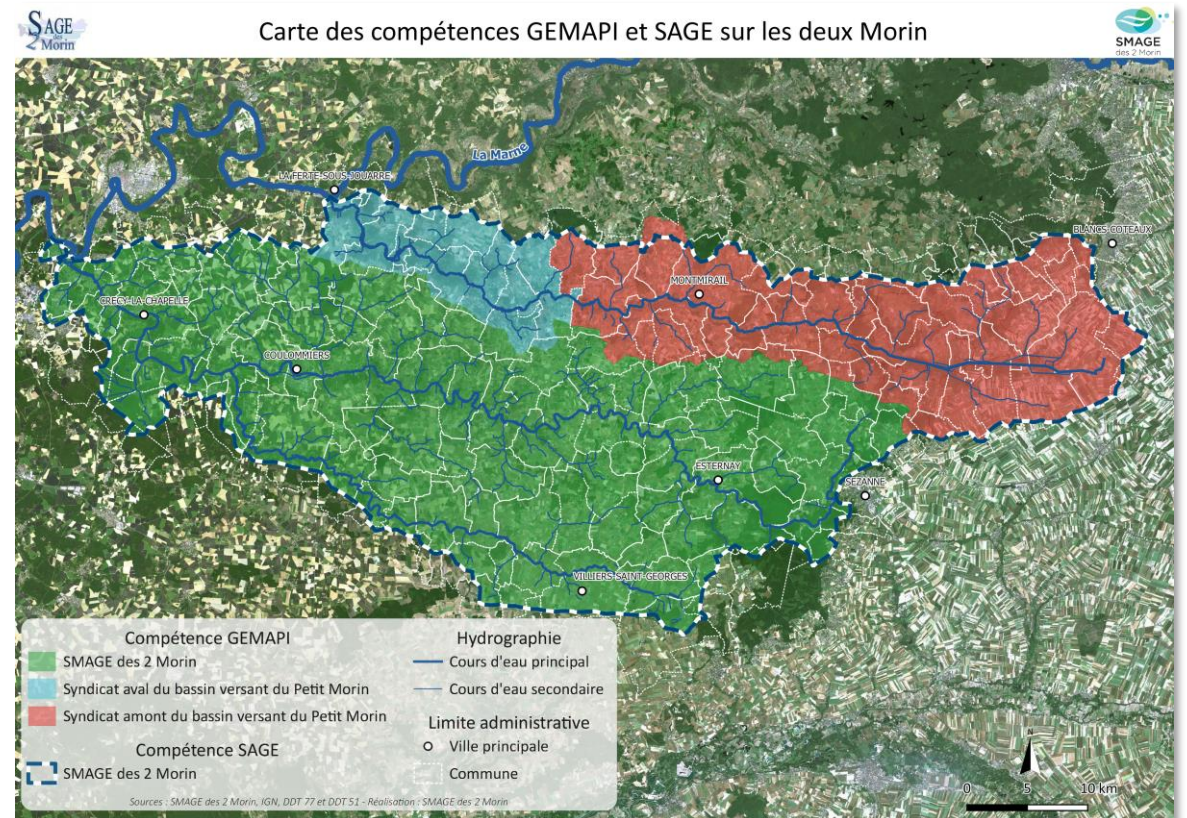 SAGE
des
2 Morin
Carte des compétences GEMAPI et SAGE sur les deux Morin
SMAGE
des 2 Morin
La Marne
LA FERTE-SOUS-JOUARRE
BLANCS-COTEAUX
MONTMIRAIL
CRECY-LA-CHAPELLE
COULOMMIERS
ESTERNAY
SEZANNE
VILLIERS-SAINT-GEORGES
Compétence GEMAPI
SMAGE des 2 Morin
Syndicat aval du bassin versant du Petit Morin
Syndicat amont du bassin versant du Petit Morin
Compétence SAGE
SMAGE des 2 Morin
Hydrographie
Cours d'eau principal
Cours d'eau secondaire
Limite administrative
Ville principale
Commune
Sources : SMAGE des 2 Morin, IGN, DDT 77 et DDT 51 - Réalisation : SMAGE des 2 Morin
N
0 5 10 km